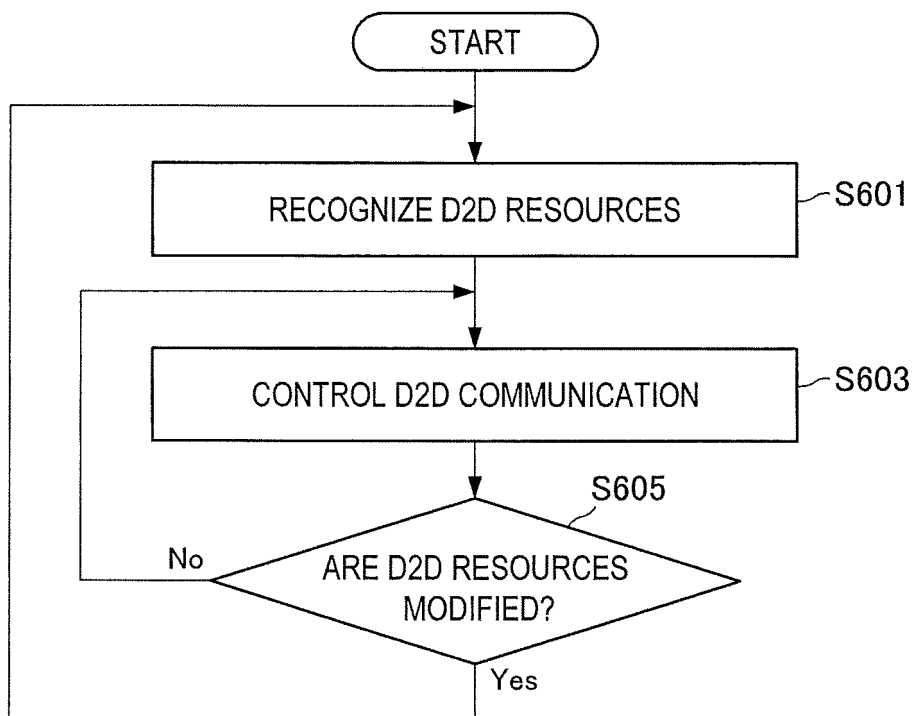 START
RECOGNIZE D2D RESOURCES
S601
CONTROL D2D COMMUNICATION
S603
S605
ARE D2D RESOURCES
MODIFIED?
No
Yes